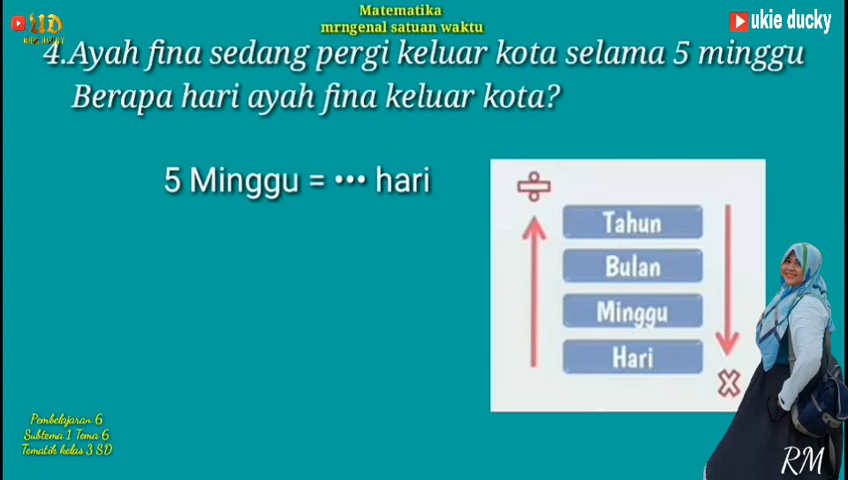 Matematika
mrngenal satuan waktu
UD
ukie ducky
4.Ayah fina sedang pergi keluar kota selama 5 minggu
Berapa hari ayah fina keluar kota?
5 Minggu = ••• hari
÷
Tahun
Bulan
Minggu
Hari
x
Pembelajaran 6
Subtema 1 Tema 6
Tematik kelas 3 SD
RM